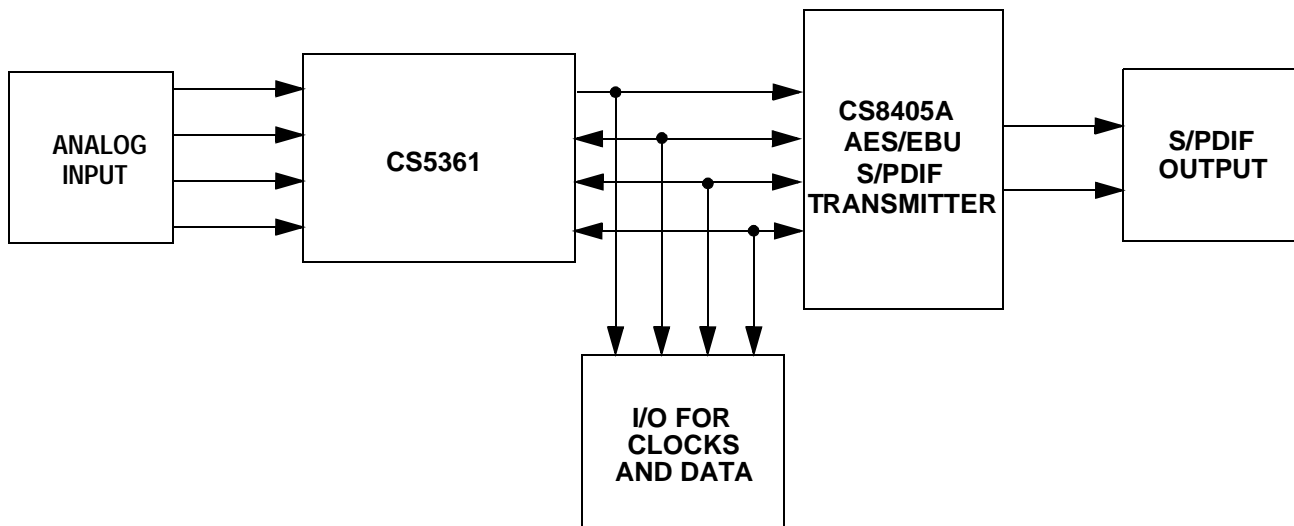 ANALOG
INPUT
CS5361
CS8405A
AES/EBU
S/PDIF
TRANSMITTER
S/PDIF
OUTPUT
I/O FOR
CLOCKS
AND DATA